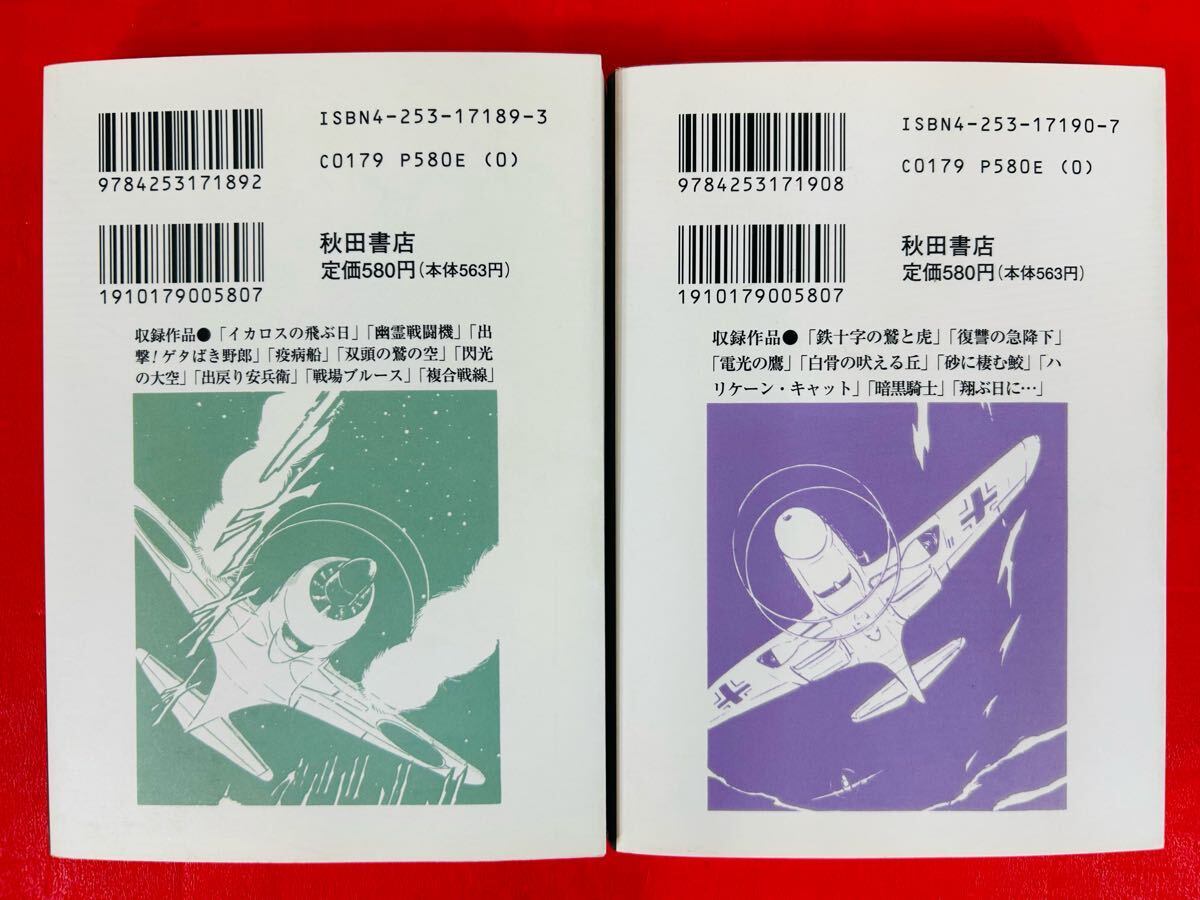 ISBN4-253-17189-3
C0179 P580E (0)
9784253171892
秋田書店
定価580円(本体563円)
1910179005807
収録作品●「イカロスの飛ぶ日」「幽霊戦闘機」「出
撃!ゲタばき野郎」「疫病船」「双頭の鷲の空」「閃光
の大空」「出戻り安兵衛」「戦場ブルース」「複合戦線」
ISBN4-253-17190-7
C0179 P580E (0)
9784253171908
秋田書店
定価580円(本体563円)
1910179005807
収録作品●「鉄十字の鷲と虎」「復讐の急降下」
「電光の鷹」「白骨の吠える丘」「砂に棲む鮫」「ハ
リケーン・キャット」「暗黒騎士」「翔ぶ日に…」